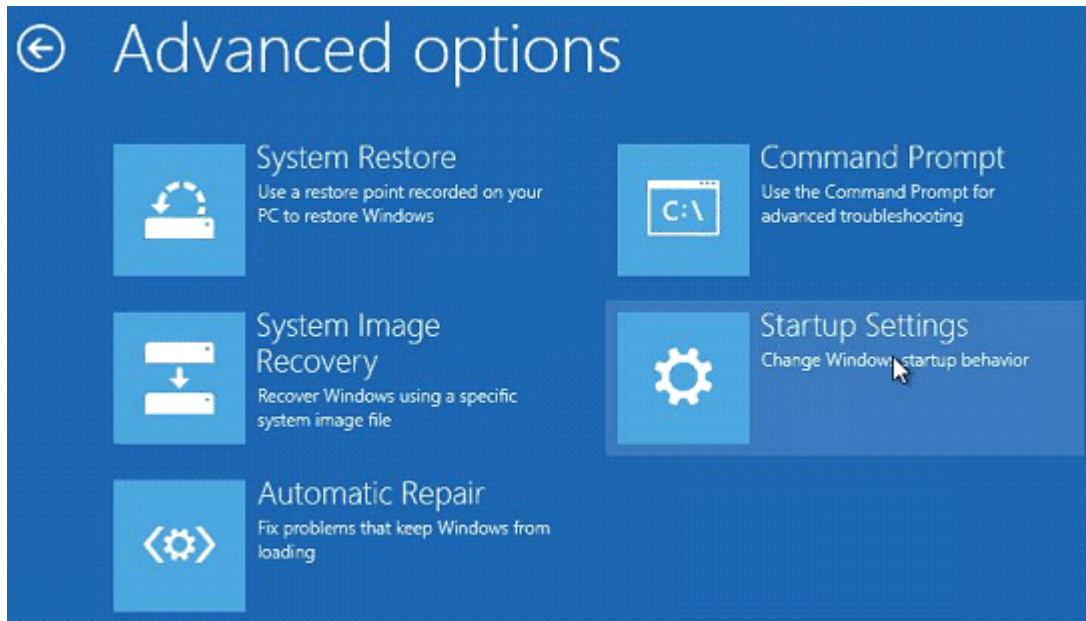 Advanced options
System Restore
Use a restore point recorded on your
PC to restore Windows
System Image
Recovery
Recover Windows using a specific
system image file
Automatic Repair
Fix problems that keep Windows from
loading
Command Prompt
Use the Command Prompt for
advanced troubleshooting
C:\
Startup Settings
Change Windows startup behavior